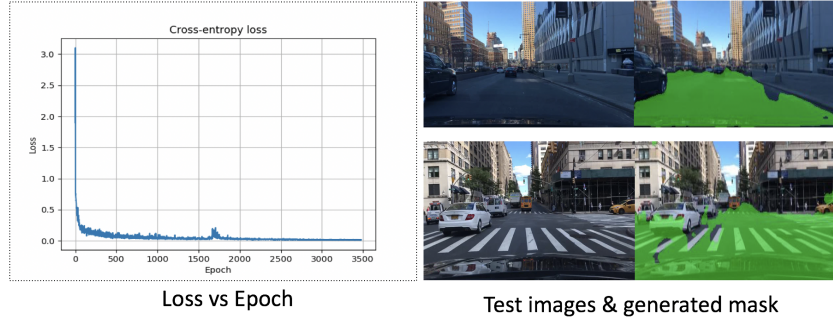 Cross-entropy loss
3.0
2.5
2.0
1.5
1.0
0.5
0.0
Loss
0 500 1000 1500 2000 2500 3000 3500
Epoch
Loss vs Epoch
Test images & generated mask